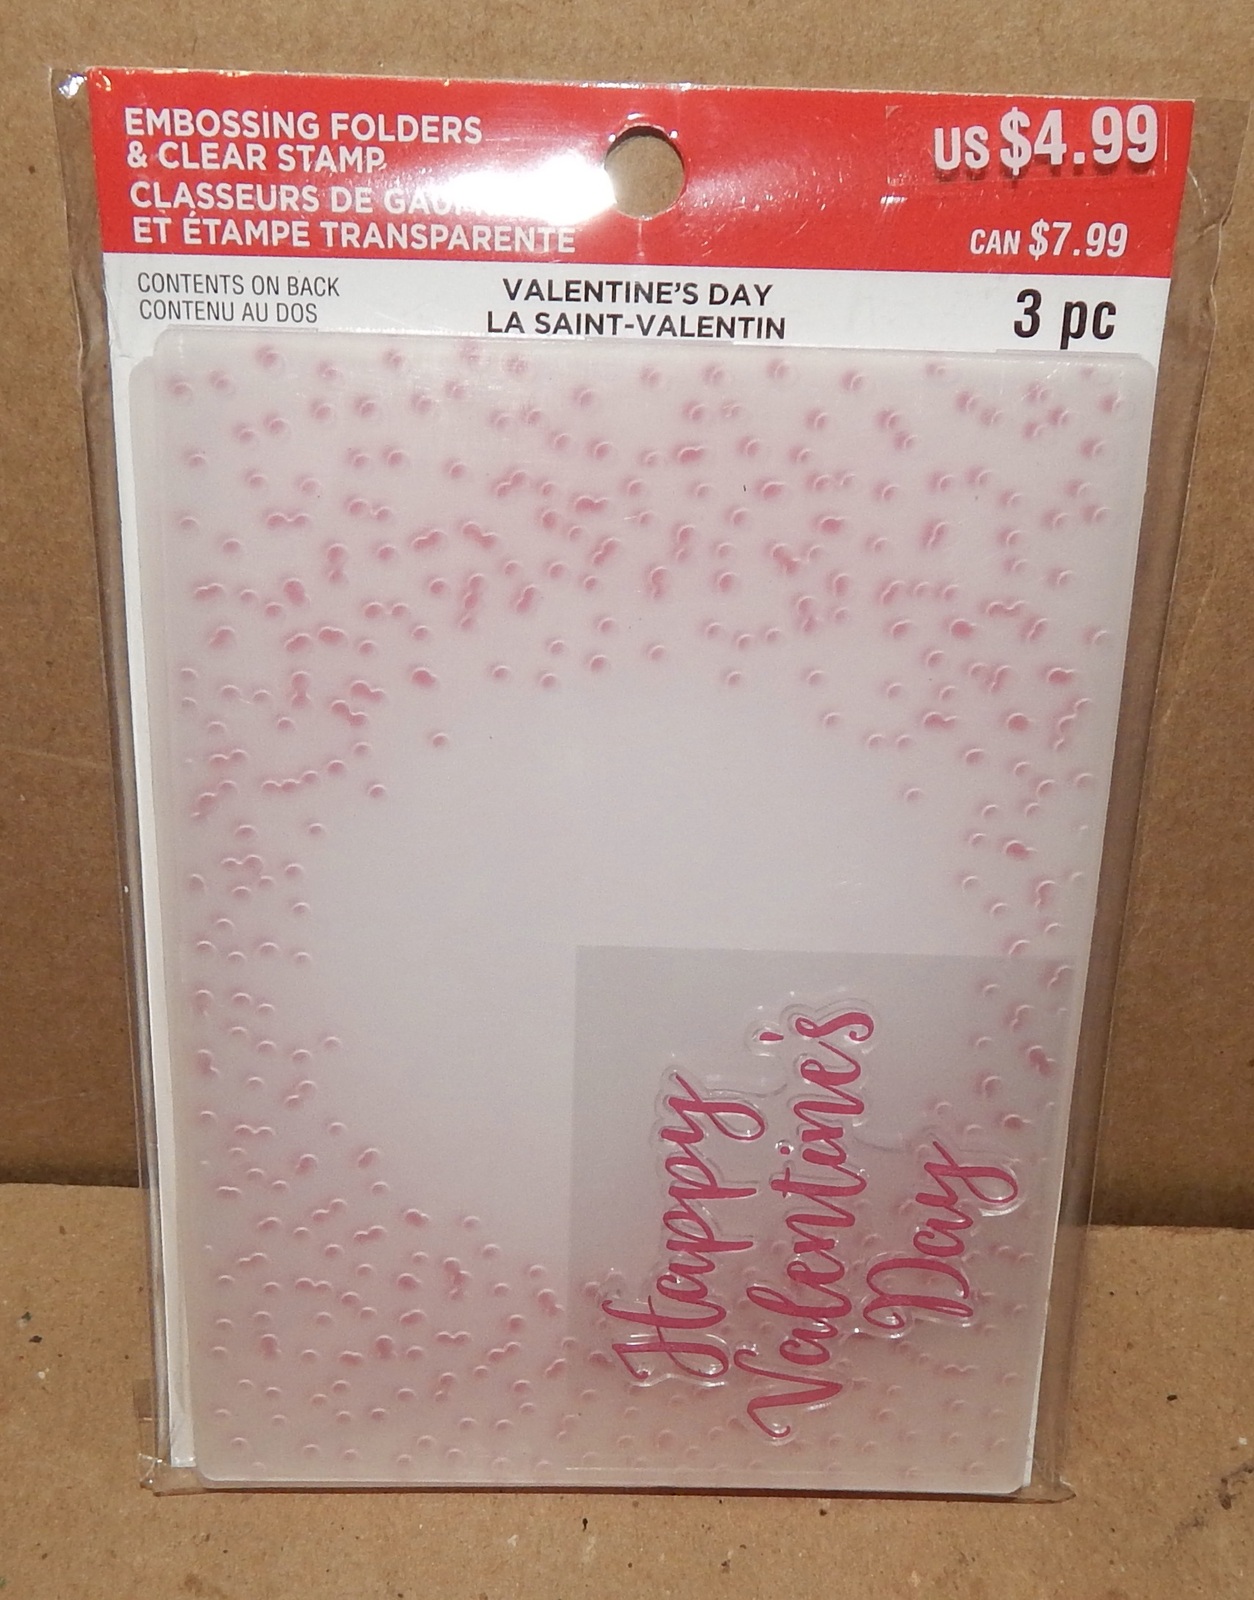 EMBOSSING FOLDERS
& CLEAR STAMP
CLASSEURS DE
ET ÉTAMPE TRANSPARENTE
US $4.99
CAN $7.99
CONTENTS ON BACK
CONTENU AU DOS
VALENTINE'S DAY
LA SAINT-VALENTIN
3 pc
Happy
Valentine's
Day